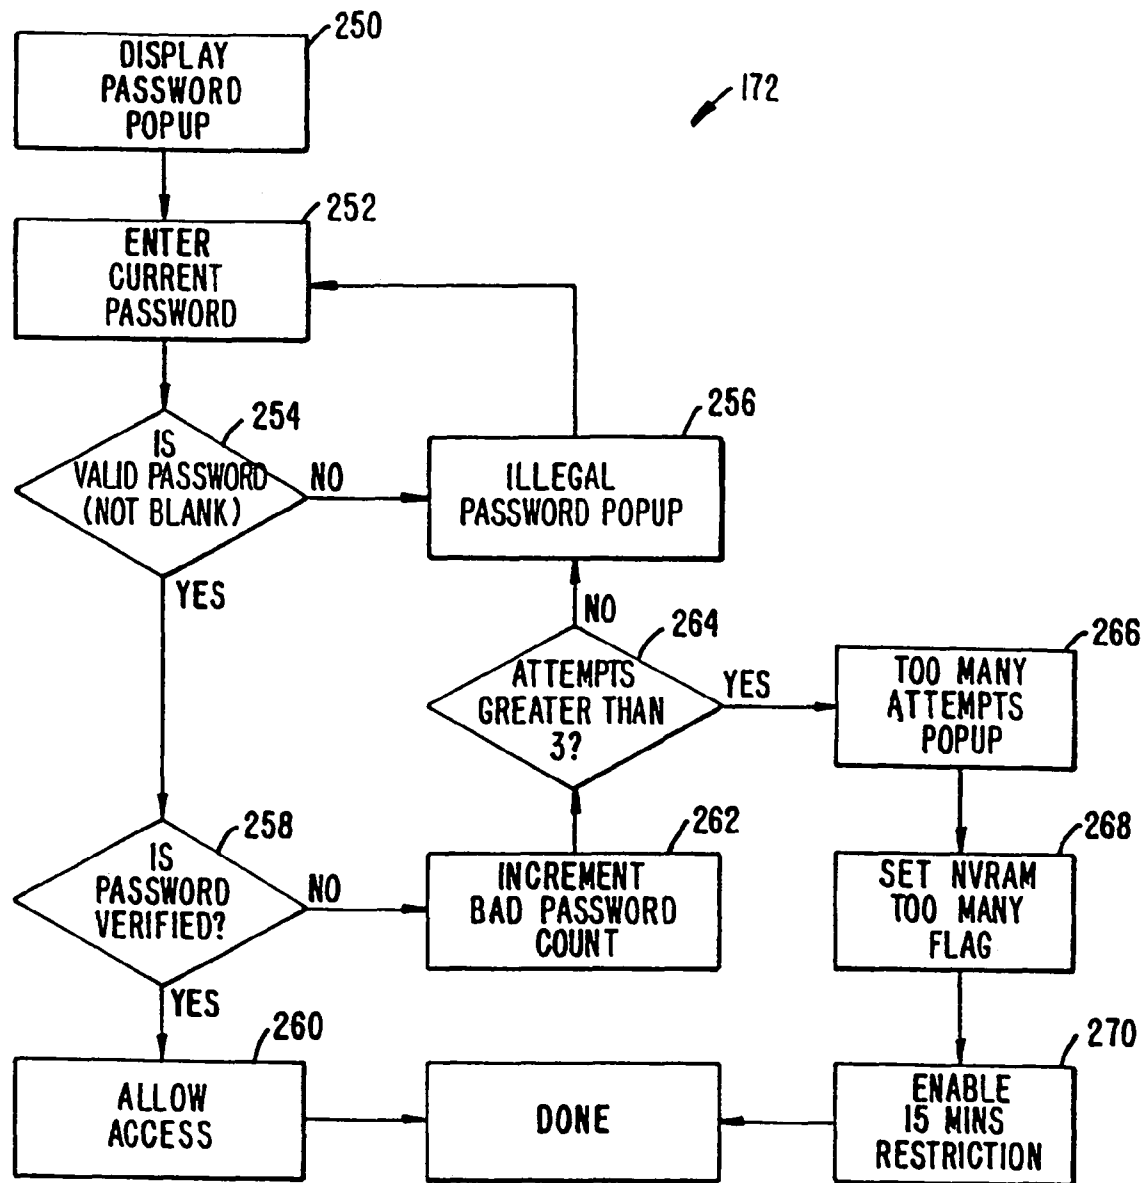 250
DISPLAY
PASSWORD
POPUP
172
252
ENTER
CURRENT
PASSWORD
254
IS
VALID PASSWORD
(NOT BLANK)
NO
YES
256
ILLEGAL
PASSWORD POPUP
NO
264
ATTEMPTS
GREATER THAN
3?
YES
266
TOO MANY
ATTEMPTS
POPUP
258
IS
PASSWORD
VERIFIED?
NO
YES
262
INCREMENT
BAD PASSWORD
COUNT
268
SET NVRAM
TOO MANY
FLAG
260
ALLOW
ACCESS
DONE
270
ENABLE
15 MINS
RESTRICTION